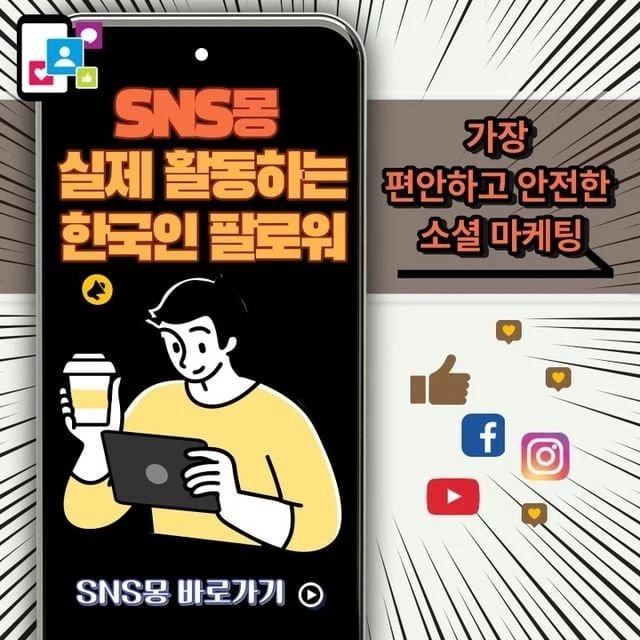 SNS몽
실제 활동하는
한국인 팔로워
가장
편안하고 안전한
소셜 마케팅
SNS몽 바로가기